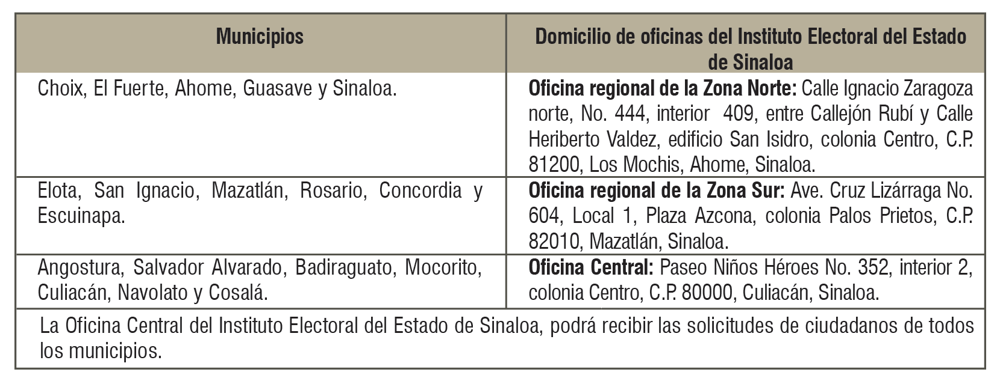 Municipios
Domicilio de oficinas del Instituto Electoral del Estado
de Sinaloa
Choix, El Fuerte, Ahome, Guasave y Sinaloa.
Oficina regional de la Zona Norte: Calle Ignacio Zaragoza
norte, No. 444, interior 409, entre Callejón Rubí y Calle
Heriberto Valdez, edificio San Isidro, colonia Centro, C.P.
81200, Los Mochis, Ahome, Sinaloa.
Elota, San Ignacio, Mazatlán, Rosario, Concordia y
Escuinapa.
Oficina regional de la Zona Sur: Ave. Cruz Lizárraga No.
604, Local 1, Plaza Azcona, colonia Palos Prietos, C.P.
82010, Mazatlán, Sinaloa.
Angostura, Salvador Alvarado, Badiraguato, Mocorito,
Culiacán, Navolato y Cosalá.
Oficina Central: Paseo Niños Héroes No. 352, interior 2,
colonia Centro, C.P. 80000, Culiacán, Sinaloa.
La Oficina Central del Instituto Electoral del Estado de Sinaloa, podrá recibir las solicitudes de ciudadanos de todos
los municipios.